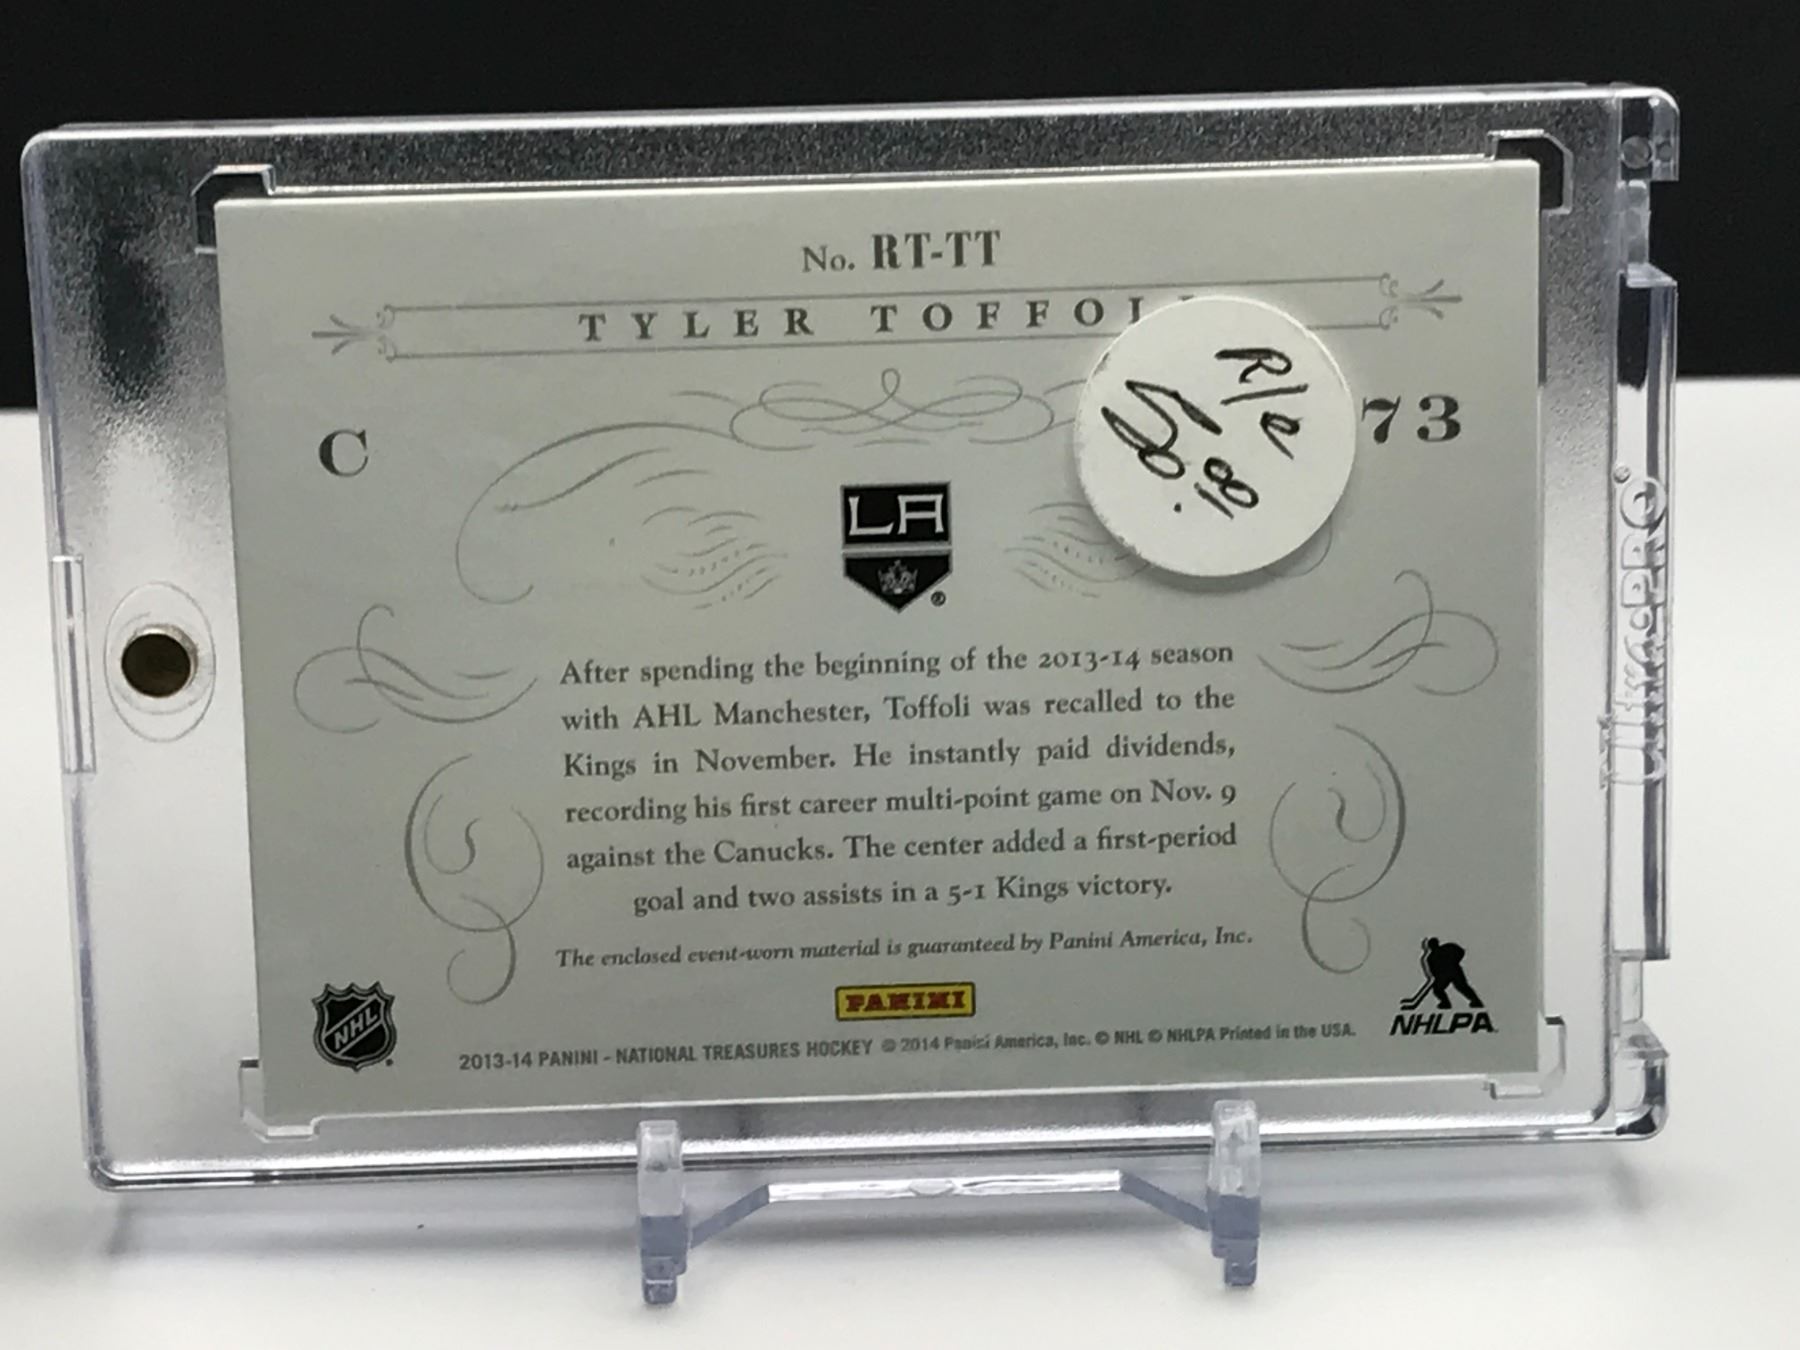 No. RT-TT
TYLER TOFFOL
C
73
R/e
LA
After spending the beginning of the 2013-14 season
with AHL Manchester, Toffoli was recalled to the
Kings in November. He instantly paid dividends,
recording his first career multi-point game on Nov. 9
against the Canucks. The center added a first-period
goal and two assists in a 5-1 Kings victory.
The enclosed event-worn material is guaranteed by Panini America, Inc.
PANINI
NHL
NHLPA
2013-14 PANINI - NATIONAL TREASURES HOCKEY © 2014 Panini America, Inc. © NHL © NHLPA Printed in the USA.
Ultra PRO